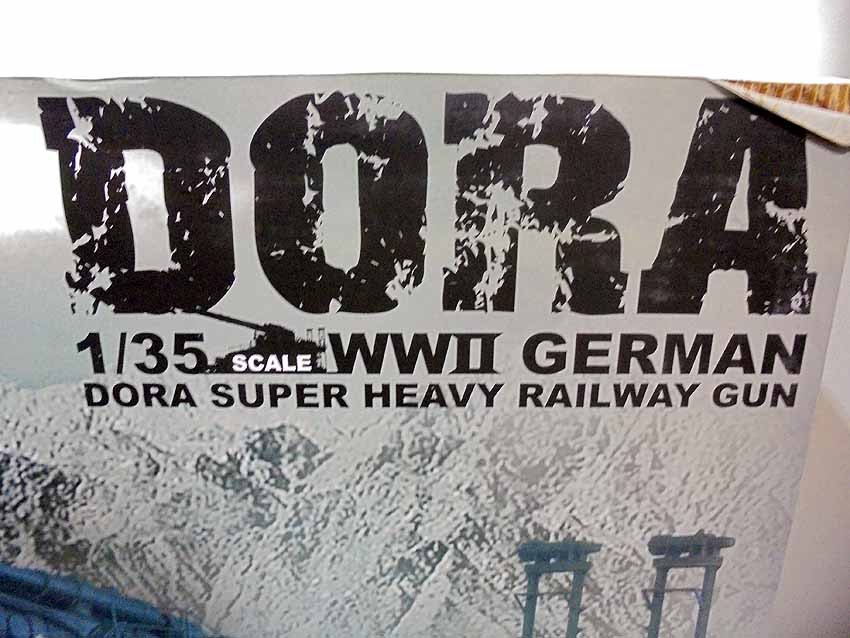 DORA
1/35 SCALE WWII GERMAN
DORA SUPER HEAVY RAILWAY GUN